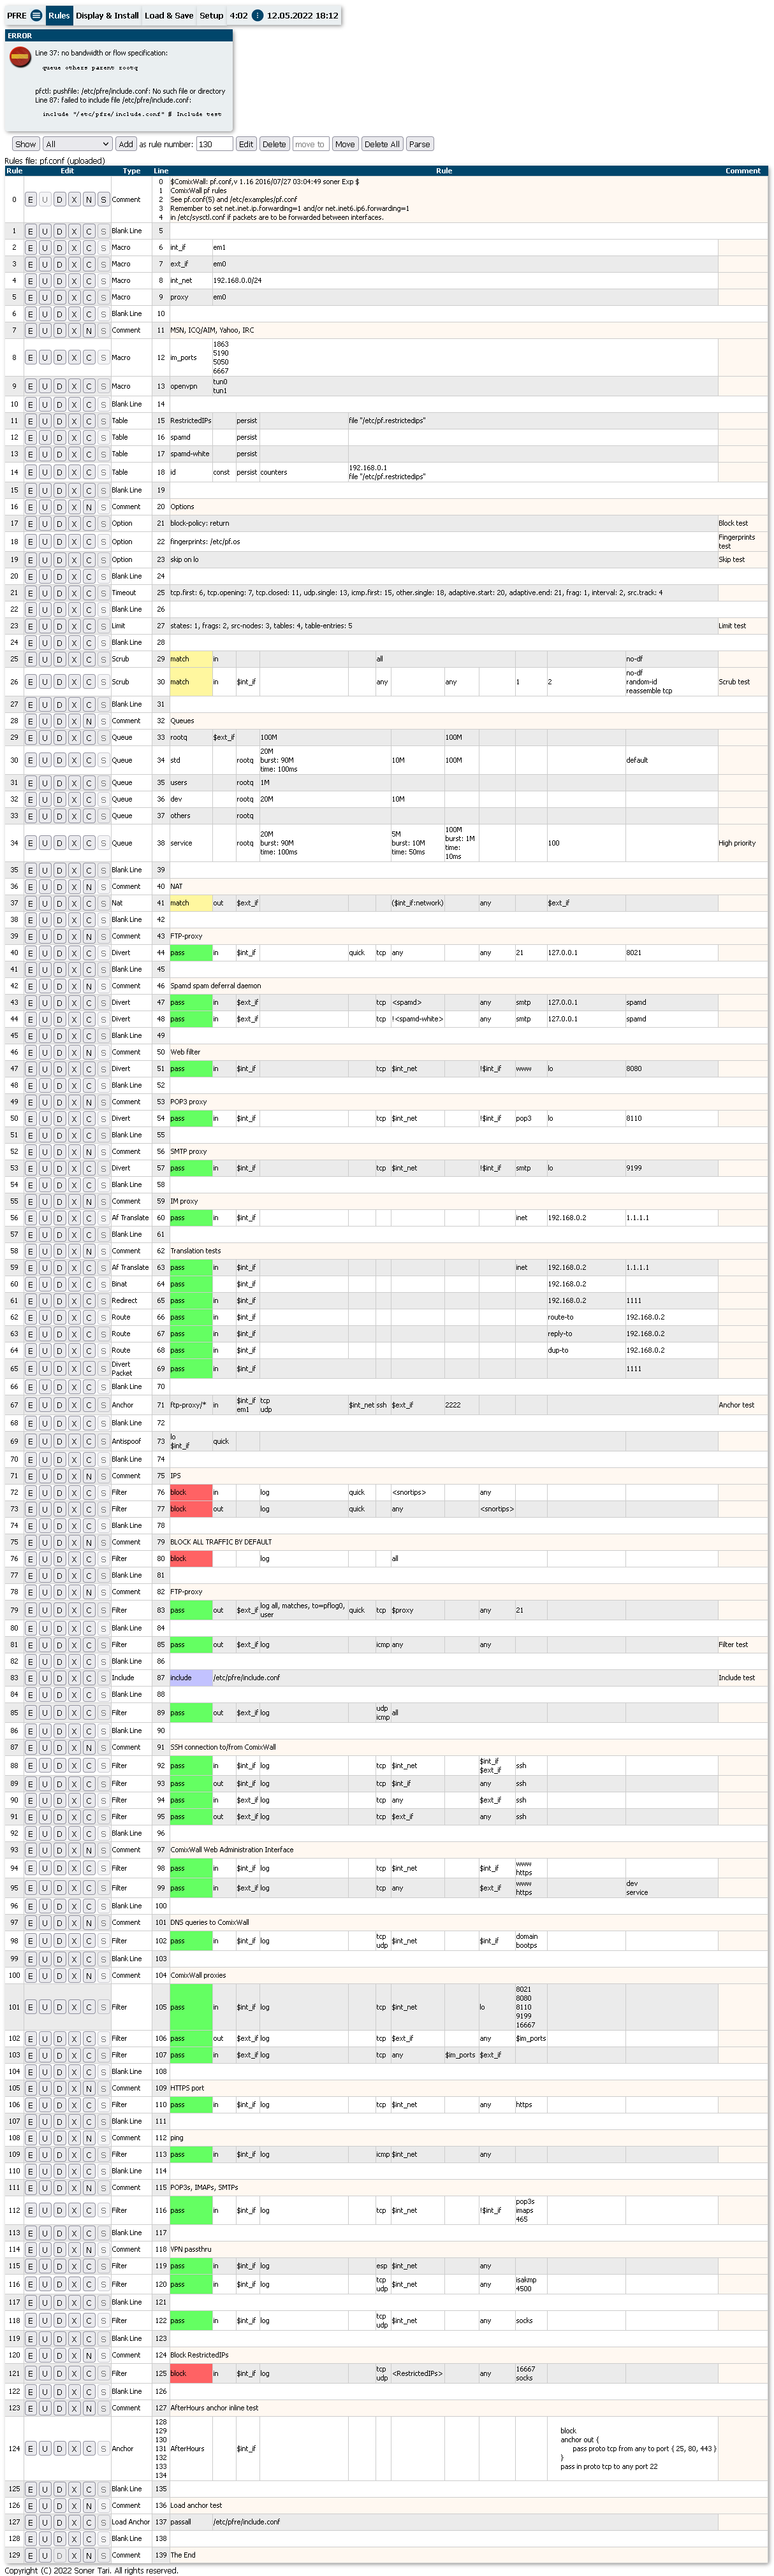 PFRE Rules Display & Install Load & Save Setup 4:02 12.05.2022 18:12
ERROR
Line 37: no bandwidth or flow specification:
queue others parent rootq
pfctl: pushfile: /etc/pfre/include.conf: No such file or directory
Line 87: failed to include file /etc/pfre/include.conf:
include "/etc/pfre/include.conf" # Include test
Show All Add as rule number: 130 Edit Delete move to Move Delete All Parse
Rules file: pf.conf (uploaded)
Rule Edit Type Line Rule Comment
0 E U D X N S Comment 0 $ComixWall: pf.conf,v 1.16 2016/07/27 03:04:49 soner Exp $
1 ComixWall pf rules
2 See pf.conf(5) and /etc/examples/pf.conf
3 Remember to set net.inet.ip.forwarding=1 and/or net.inet6.ip6.forwarding=1
4 in /etc/sysctl.conf if packets are to be forwarded between interfaces.
1 E U D X C S Blank Line 5
2 E U D X C S Macro 6 int_if em1
3 E U D X C S Macro 7 ext_if em0
4 E U D X C S Macro 8 int_net 192.168.0.0/24
5 E U D X C S Macro 9 proxy em0
6 E U D X C S Blank Line 10
7 E U D X N S Comment 11 MSN, ICQ/AIM, Yahoo, IRC
8 E U D X C S Macro 12 im_ports 1863
5190
5050
6667
9 E U D X C S Macro 13 openvpn tun0
tun1
10 E U D X C S Blank Line 14
11 E U D X C S Table 15 RestrictedIPs persist file "/etc/pf.restrictedips"
12 E U D X C S Table 16 spamd persist
13 E U D X C S Table 17 spamd-white persist
14 E U D X C S Table 18 id const persist counters 192.168.0.1
file "/etc/pf.restrictedips"
15 E U D X C S Blank Line 19
16 E U D X N S Comment 20 Options
17 E U D X C S Option 21 block-policy: return Block test
18 E U D X C S Option 22 fingerprints: /etc/pf.os Fingerprints
test
19 E U D X C S Option 23 skip on lo Skip test
20 E U D X C S Blank Line 24
21 E U D X C S Timeout 25 tcp.first: 6, tcp.opening: 7, tcp.closed: 11, udp.single: 13, icmp.first: 15, other.single: 18, adaptive.start: 20, adaptive.end: 21, frag: 1, interval: 2, src.track: 4
22 E U D X C S Blank Line 26
23 E U D X C S Limit 27 states: 1, frags: 2, src-nodes: 3, tables: 4, table-entries: 5 Limit test
24 E U D X C S Blank Line 28
25 E U D X C S Scrub 29 match in all no-df
26 E U D X C S Scrub 30 match in $int_if any any 1 2 no-df
random-id
reassemble tcp Scrub test
27 E U D X C S Blank Line 31
28 E U D X N S Comment 32 Queues
29 E U D X C S Queue 33 rootq $ext_if 100M 100M
30 E U D X C S Queue 34 std rootq 20M
burst: 90M
time: 100ms 10M 100M default
31 E U D X C S Queue 35 users rootq 1M
32 E U D X C S Queue 36 dev rootq 20M 10M
33 E U D X C S Queue 37 others rootq
34 E U D X C S Queue 38 service rootq 20M
burst: 90M
time: 100ms 5M
burst: 10M
time: 50ms 100M
burst: 1M
time:
10ms 100 High priority
35 E U D X C S Blank Line 39
36 E U D X N S Comment 40 NAT
37 E U D X C S Nat 41 match out $ext_if ($int_if:network) any $ext_if
38 E U D X C S Blank Line 42
39 E U D X N S Comment 43 FTP-proxy
40 E U D X C S Divert 44 pass in $int_if quick tcp any any 21 127.0.0.1 8021
41 E U D X C S Blank Line 45
42 E U D X N S Comment 46 Spamd spam deferral daemon
43 E U D X C S Divert 47 pass in $ext_if tcp <spamd> any smtp 127.0.0.1 spamd
44 E U D X C S Divert 48 pass in $ext_if tcp !<spamd-white> any smtp 127.0.0.1 spamd
45 E U D X C S Blank Line 49
46 E U D X N S Comment 50 Web filter
47 E U D X C S Divert 51 pass in $int_if tcp $int_net !$int_if www lo 8080
48 E U D X C S Blank Line 52
49 E U D X N S Comment 53 POP3 proxy
50 E U D X C S Divert 54 pass in $int_if tcp $int_net !$int_if pop3 lo 8110
51 E U D X C S Blank Line 55
52 E U D X N S Comment 56 SMTP proxy
53 E U D X C S Divert 57 pass in $int_if tcp $int_net !$int_if smtp lo 9199
54 E U D X C S Blank Line 58
55 E U D X N S Comment 59 IM proxy
56 E U D X C S Af Translate 60 pass in $int_if inet 192.168.0.2 1.1.1.1
57 E U D X C S Blank Line 61
58 E U D X N S Comment 62 Translation tests
59 E U D X C S Af Translate 63 pass in $int_if inet 192.168.0.2 1.1.1.1
60 E U D X C S Binat 64 pass $int_if 192.168.0.2
61 E U D X C S Redirect 65 pass in $int_if 192.168.0.2 1111
62 E U D X C S Route 66 pass in $int_if route-to 192.168.0.2
63 E U D X C S Route 67 pass in $int_if reply-to 192.168.0.2
64 E U D X C S Route 68 pass in $int_if dup-to 192.168.0.2
65 E U D X C S Divert
Packet 69 pass in $int_if 1111
66 E U D X C S Blank Line 70
67 E U D X C S Anchor 71 ftp-proxy/* in $int_if
em1 tcp
udp $int_net ssh $ext_if 2222 Anchor test
68 E U D X C S Blank Line 72
69 E U D X C S Antispoof 73 lo
$int_if quick
70 E U D X C S Blank Line 74
71 E U D X N S Comment 75 IPS
72 E U D X C S Filter 76 block in log quick <snortips> any
73 E U D X C S Filter 77 block out log quick any <snortips>
74 E U D X C S Blank Line 78
75 E U D X N S Comment 79 BLOCK ALL TRAFFIC BY DEFAULT
76 E U D X C S Filter 80 block log all
77 E U D X C S Blank Line 81
78 E U D X N S Comment 82 FTP-proxy
79 E U D X C S Filter 83 pass out $ext_if log all, matches, to=pflog0,
user quick tcp $proxy any 21
80 E U D X C S Blank Line 84
81 E U D X C S Filter 85 pass out $ext_if log icmp any any Filter test
82 E U D X C S Blank Line 86
83 E U D X C S Include 87 include /etc/pfre/include.conf Include test
84 E U D X C S Blank Line 88
85 E U D X C S Filter 89 pass out $ext_if log udp
icmp all
86 E U D X C S Blank Line 90
87 E U D X N S Comment 91 SSH connection to/from ComixWall
88 E U D X C S Filter 92 pass in $int_if log tcp $int_net $int_if
$ext_if ssh
89 E U D X C S Filter 93 pass out $int_if log tcp $int_if any ssh
90 E U D X C S Filter 94 pass in $ext_if log tcp any $ext_if ssh
91 E U D X C S Filter 95 pass out $ext_if log tcp $ext_if any ssh
92 E U D X C S Blank Line 96
93 E U D X N S Comment 97 ComixWall Web Administration Interface
94 E U D X C S Filter 98 pass in $int_if log tcp $int_net $int_if www
https
95 E U D X C S Filter 99 pass in $ext_if log tcp any $ext_if www
https dev
service
96 E U D X C S Blank Line 100
97 E U D X N S Comment 101 DNS queries to ComixWall
98 E U D X C S Filter 102 pass in $int_if log tcp
udp $int_net $int_if domain
bootps
99 E U D X C S Blank Line 103
100 E U D X N S Comment 104 ComixWall proxies
101 E U D X C S Filter 105 pass in $int_if log tcp $int_net lo 8021
8080
8110
9199
16667
102 E U D X C S Filter 106 pass out $ext_if log tcp $ext_if any $im_ports
103 E U D X C S Filter 107 pass in $ext_if log tcp any $im_ports $ext_if
104 E U D X C S Blank Line 108
105 E U D X N S Comment 109 HTTPS port
106 E U D X C S Filter 110 pass in $int_if log tcp $int_net any https
107 E U D X C S Blank Line 111
108 E U D X N S Comment 112 ping
109 E U D X C S Filter 113 pass in $int_if log icmp $int_net any
110 E U D X C S Blank Line 114
111 E U D X N S Comment 115 POP3s, IMAPs, SMTPs
112 E U D X C S Filter 116 pass in $int_if log tcp $int_net !$int_if pop3s
imaps
465
113 E U D X C S Blank Line 117
114 E U D X N S Comment 118 VPN passthru
115 E U D X C S Filter 119 pass in $int_if log esp $int_net any
116 E U D X C S Filter 120 pass in $int_if log tcp
udp $int_net any isakmp
4500
117 E U D X C S Blank Line 121
118 E U D X C S Filter 122 pass in $int_if log tcp
udp $int_net any socks
119 E U D X C S Blank Line 123
120 E U D X N S Comment 124 Block RestrictedIPs
121 E U D X C S Filter 125 block in $int_if log tcp
udp <RestrictedIPs> any 16667
socks
122 E U D X C S Blank Line 126
123 E U D X N S Comment 127 AfterHours anchor inline test
124 E U D X C S Anchor 128
129 block
130 anchor out {
131 AfterHours $int_if pass proto tcp from any to port { 25, 80, 443 }
132 }
133 pass in proto tcp to any port 22
134
125 E U D X C S Blank Line 135
126 E U D X N S Comment 136 Load anchor test
127 E U D X C S Load Anchor 137 passall /etc/pfre/include.conf
128 E U D X C S Blank Line 138
129 E U D X N S Comment 139 The End
Copyright (C) 2022 Soner Tari. All rights reserved.